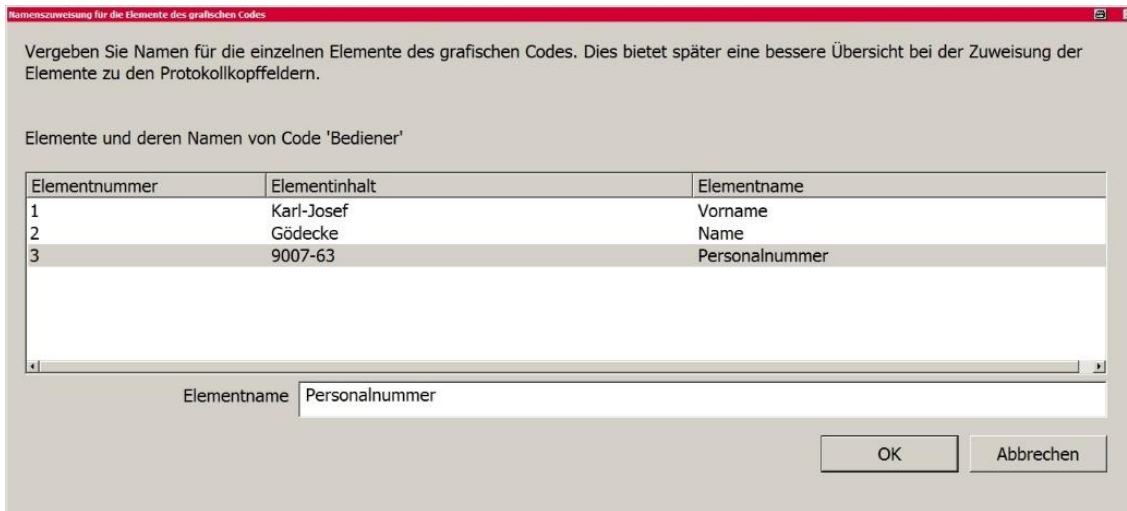 Namenszuweisung für die Elemente des grafischen Codes
Vergeben Sie Namen für die einzelnen Elemente des grafischen Codes. Dies bietet später eine bessere Übersicht bei der Zuweisung der
Elemente zu den Protokollkopffeldern.
Elemente und deren Namen von Code 'Bediener'
Elementnummer Elementinhalt Elementname
1 Karl-Josef Vorname
2 Gödecke Name
3 9007-63 Personalnummer
Elementname Personalnummer
OK Abbrechen